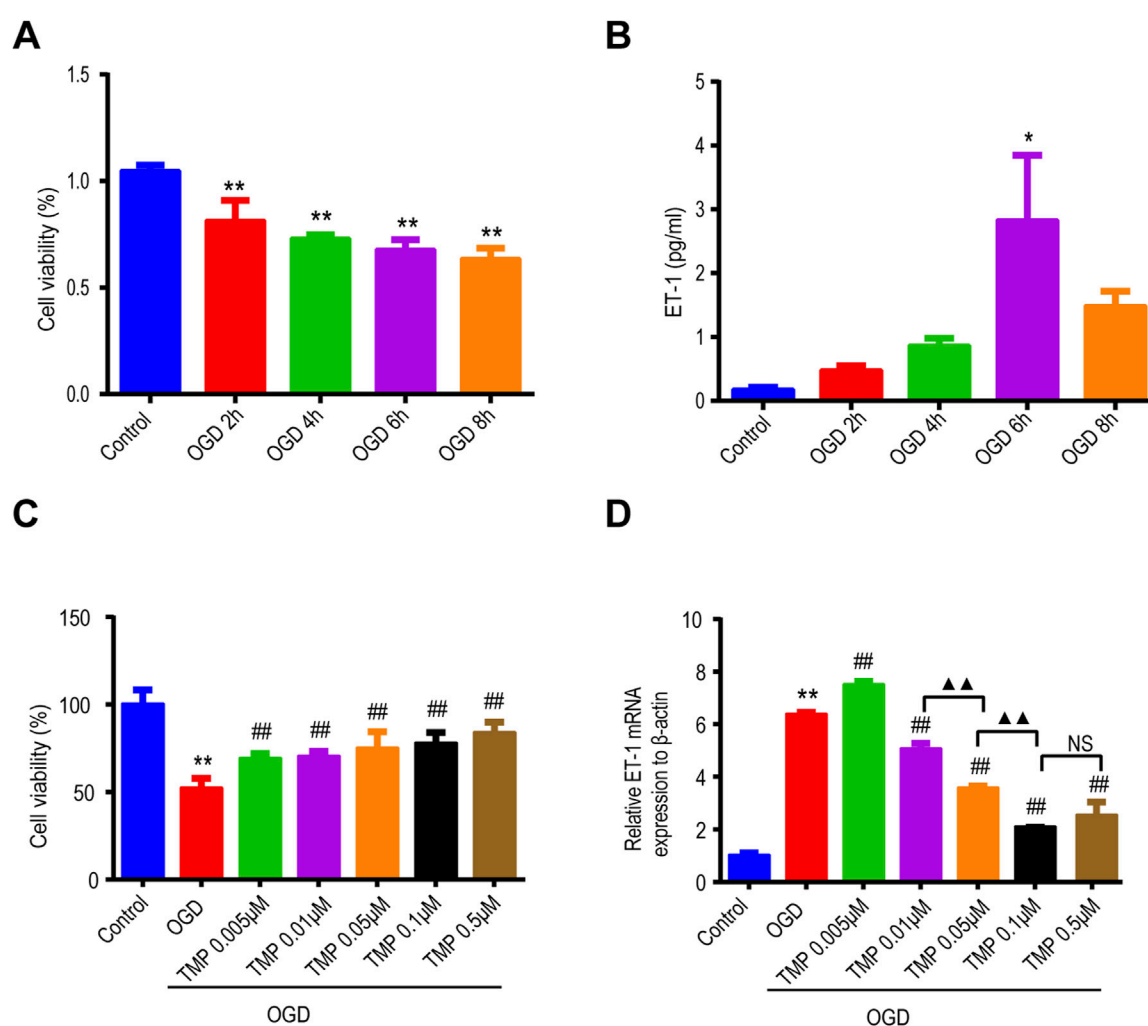 A
Cell viability (%)
1.5
1.0
0.5
0.0
**
**
**
**
Control
OGD 2h
OGD 4h
OGD 6h
OGD 8h
B
ET-1 (pg/ml)
5
4
3
2
1
0
*
Control
OGD 2h
OGD 4h
OGD 6h
OGD 8h
C
Cell viability (%)
150
100
50
0
**
##
##
##
##
##
Control
OGD
TMP 0.005µM
TMP 0.01µM
TMP 0.05µM
TMP 0.1µM
TMP 0.5µM
OGD
D
Relative ET-1 mRNA
expression to β-actin
10
8
6
4
2
0
**
##
##
▲▲
##
▲▲
##
NS
##
Control
OGD
TMP 0.005µM
TMP 0.01µM
TMP 0.05µM
TMP 0.1µM
TMP 0.5µM
OGD